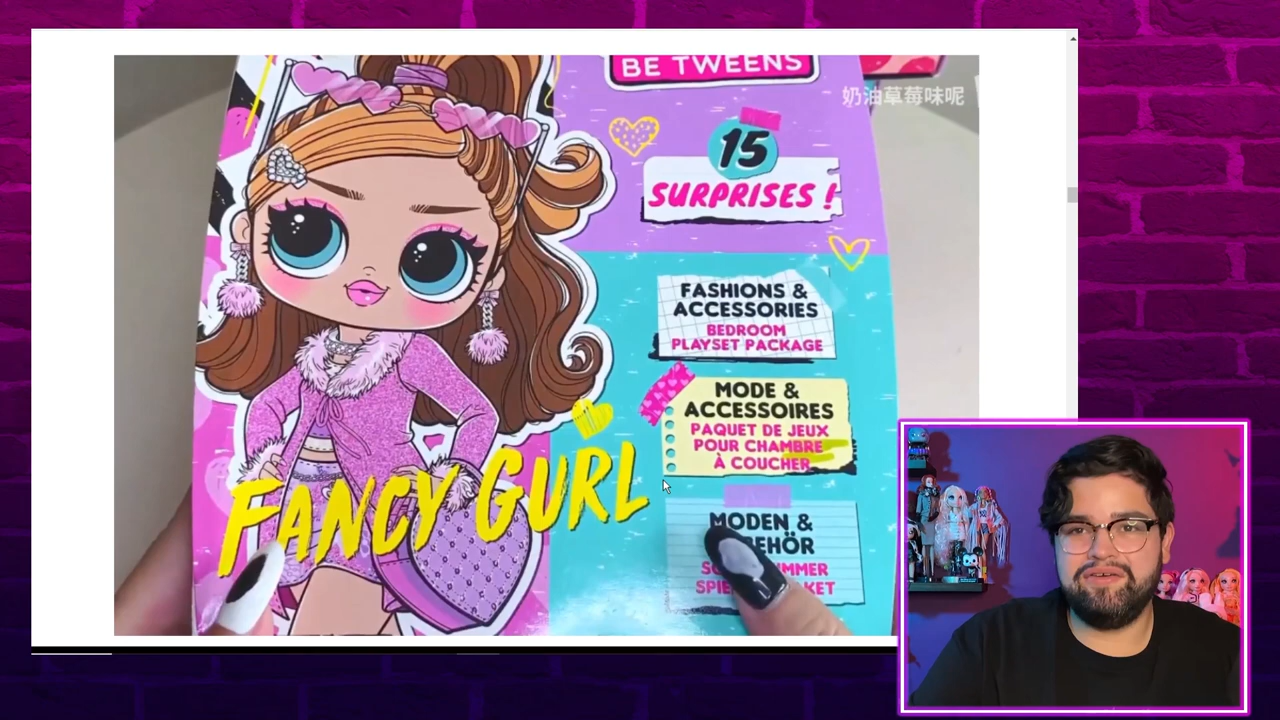 BE TWEENS
奶油草莓味呢
15
SURPRISES !
FASHIONS &
ACCESSORIES
BEDROOM
PLAYSET PACKAGE
MODE &
ACCESSOIRES
PAQUET DE JEUX
POUR CHAMBRE
À COUCHER
MODEN &
FANCY GURL